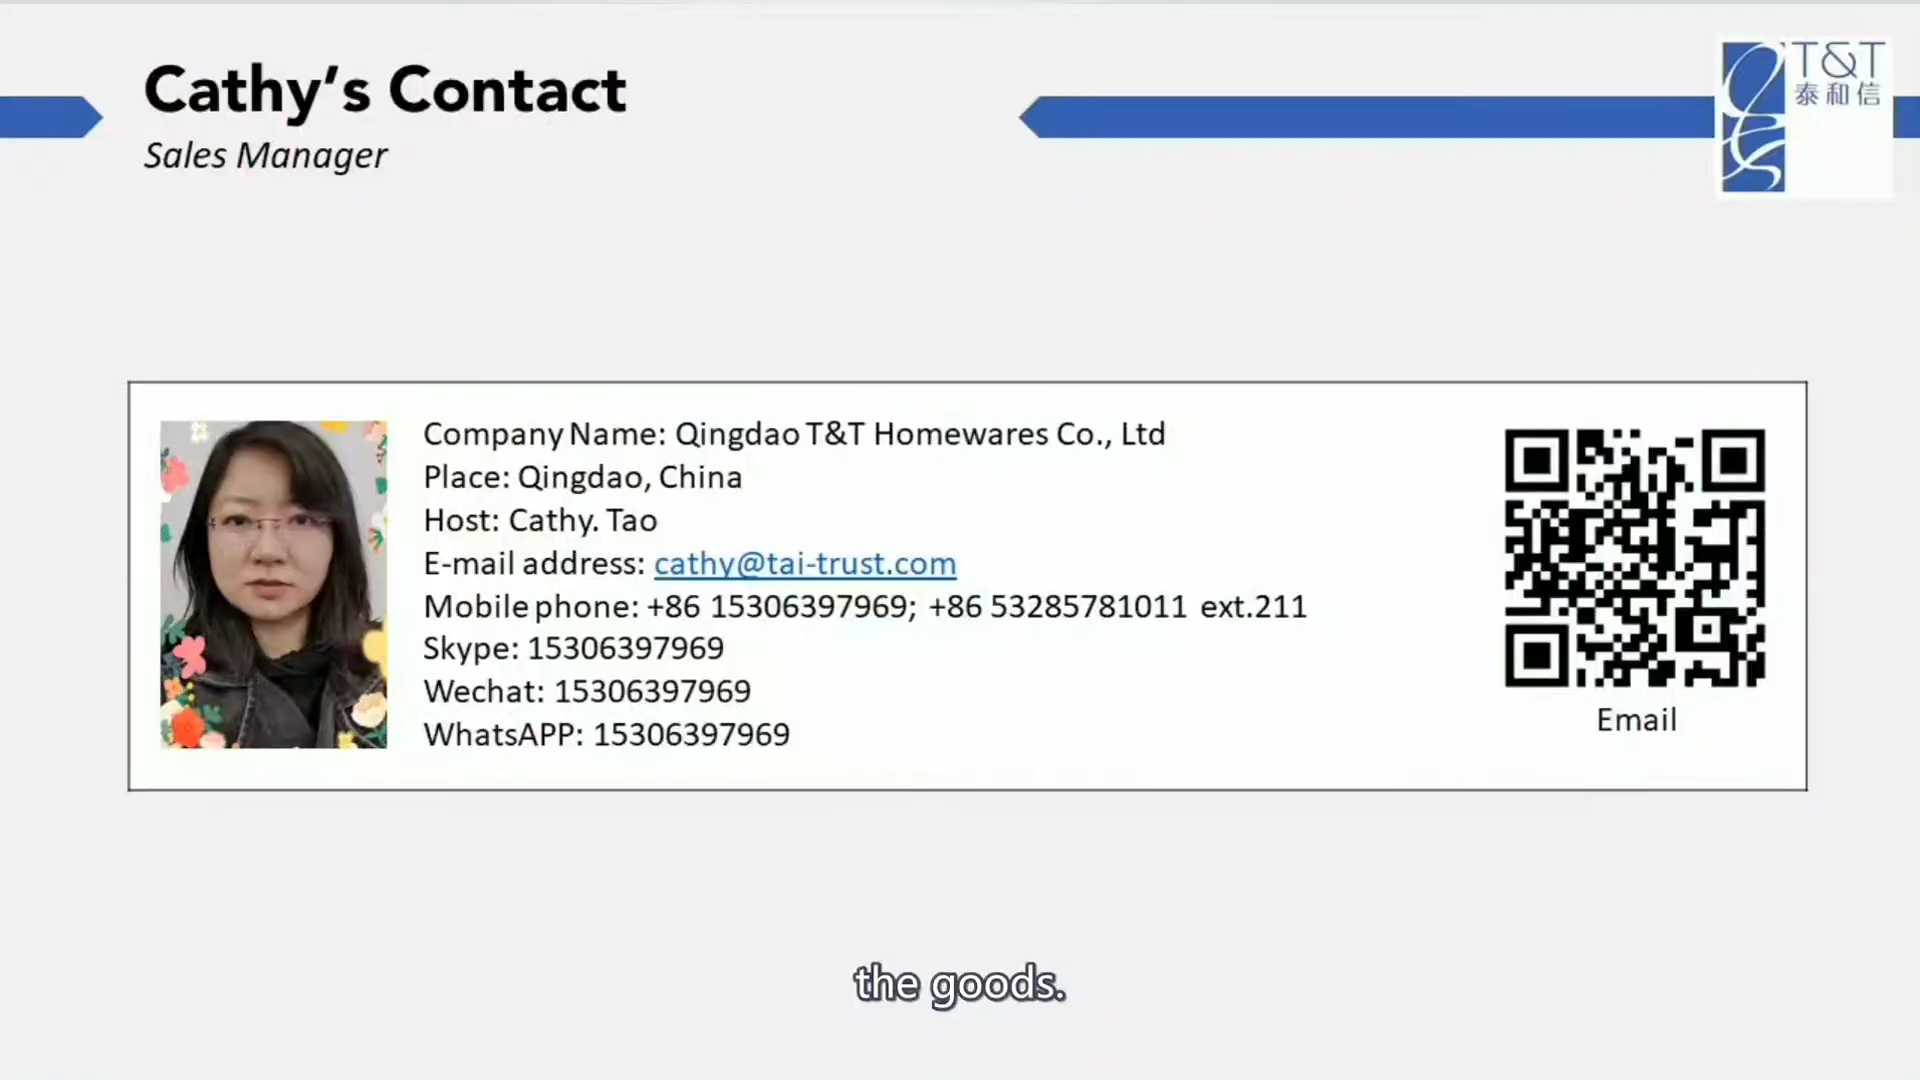 Cathy’s Contact
Sales Manager
T&T
泰和信
Company Name: Qingdao T&T Homewares Co., Ltd
Place: Qingdao, China
Host: Cathy. Tao
E-mail address: cathy@tai-trust.com
Mobile phone: +86 15306397969; +86 53285781011 ext.211
Skype: 15306397969
Wechat: 15306397969
WhatsAPP: 15306397969
Email
the goods.